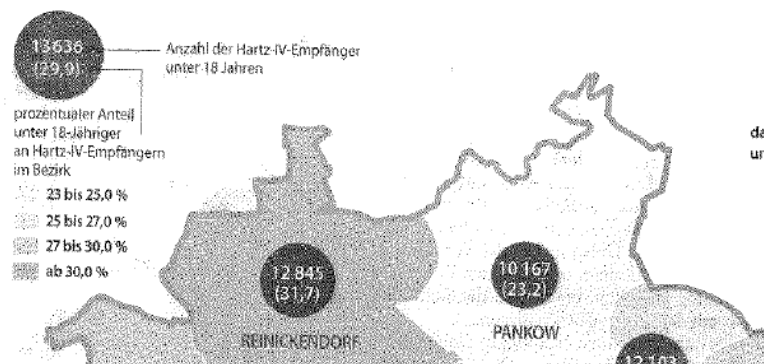 13636
(29,9)
Anzahl der Hartz-IV-Empfänger
unter 18 Jahren
prozentualer Anteil
unter 18-Jähriger
an Hartz-IV-Empfängern
im Bezirk
23 bis 25,0 %
25 bis 27,0 %
27 bis 30,0 %
ab 30,0 %
12 845
(31,7)
REINICKENDORF
10 167
(23,2)
PANKOW